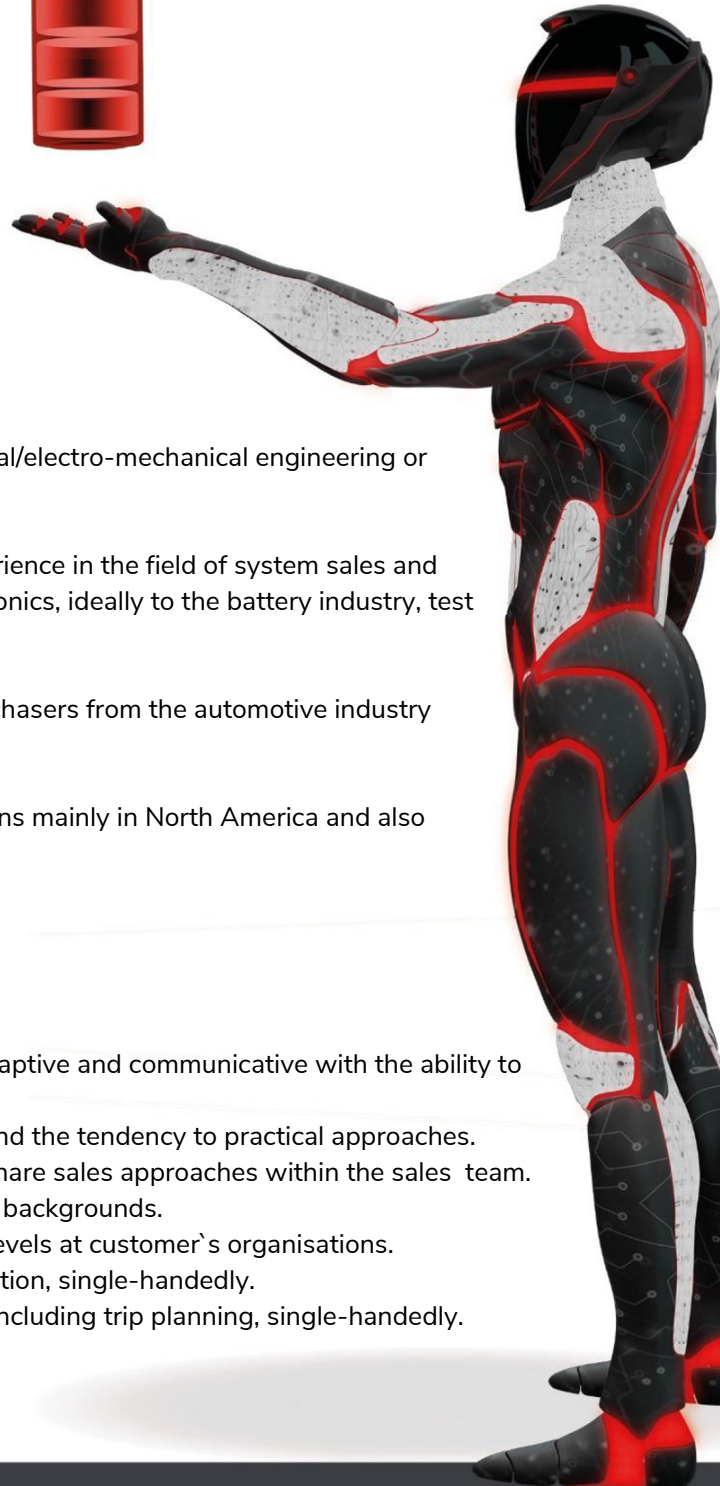 al/electro-mechanical engineering or
rience in the field of system sales and
onics, ideally to the battery industry, test
hasers from the automotive industry
ns mainly in North America and also
aptive and communicative with the ability to
nd the tendency to practical approaches.
hare sales approaches within the sales  team.
backgrounds.
evels at customer`s organisations.
tion, single-handedly.
ncluding trip planning, single-handedly.